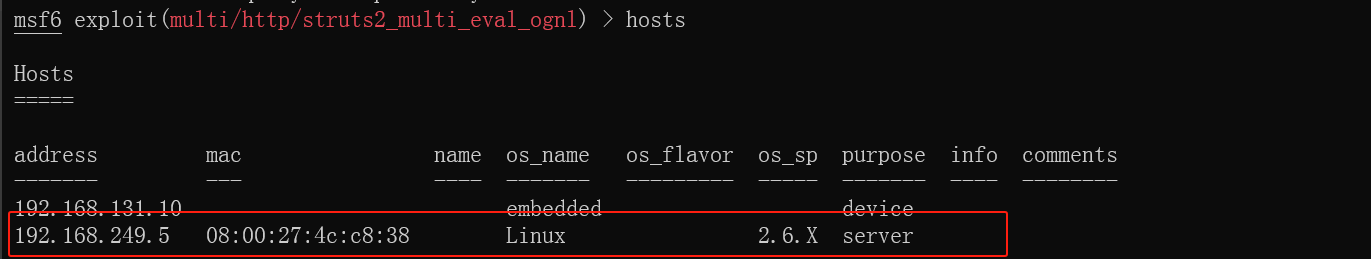 msf6 exploit(multi/http/struts2_multi_eval_ognl) > hosts
Hosts
=====
address mac name os_name os_flavor os_sp purpose info comments
------- --- ---- ------- --------- ----- ------- ---- --------
192.168.131.10 embedded device
192.168.249.5 08:00:27:4c:c8:38 Linux 2.6.X server